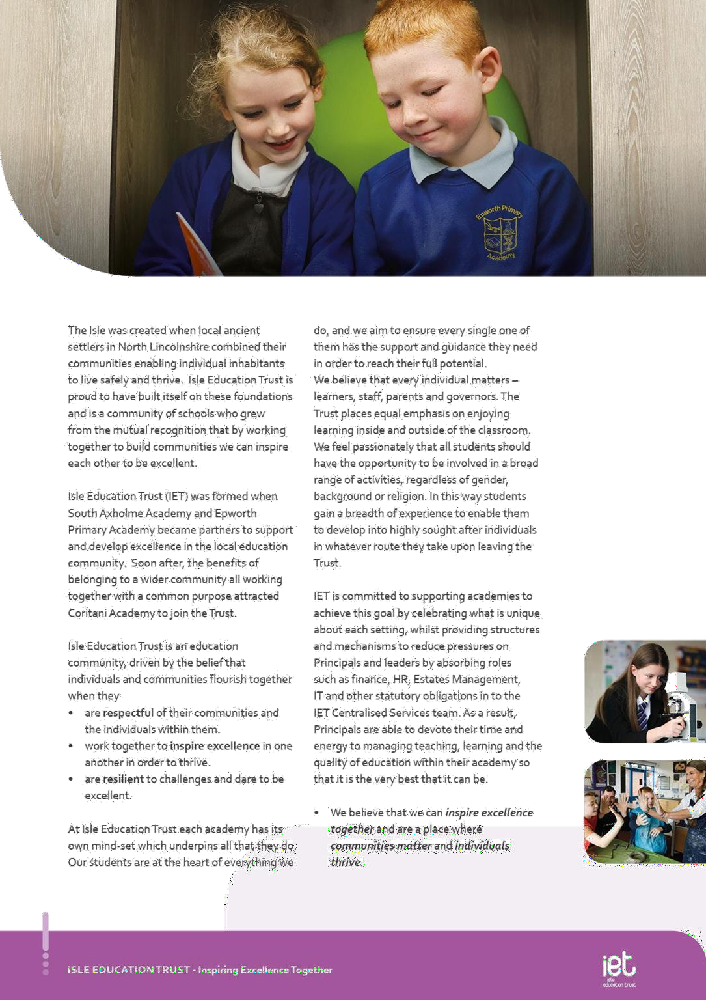 Epworth Primary
Academy
The Isle was created when local ancient
settlers in North Lincolnshire combined their
communities enabling individual inhabitants
to live safely and thrive.  Isle Education Trust is
proud to have built itself on these foundations
and is a community of schools who grew
from the mutual recognition that by working
together to build communities we can inspire
each other to be excellent.
Isle Education Trust (IET) was formed when
South Axholme Academy and Epworth
Primary Academy became partners to support
and develop excellence in the local education
community.  Soon after, the benefits of
belonging to a wider community all working
together with a common purpose attracted
Coritani Academy to join the Trust.
Isle Education Trust is an education
community, driven by the belief that
individuals and communities flourish together
when they
• are respectful of their communities and
the individuals within them.
• work together to inspire excellence in one
another in order to thrive.
• are resilient to challenges and dare to be
excellent.
At Isle Education Trust each academy has its
own mind-set which underpins all that they do.
Our students are at the heart of everything we
do, and we aim to ensure every single one of
them has the support and guidance they need
in order to reach their full potential.
We believe that every individual matters –
learners, staff, parents and governors. The
Trust places equal emphasis on enjoying
learning inside and outside of the classroom.
We feel passionately that all students should
have the opportunity to be involved in a broad
range of activities, regardless of gender,
background or religion. In this way students
gain a breadth of experience to enable them
to develop into highly sought after individuals
in whatever route they take upon leaving the
Trust.
IET is committed to supporting academies to
achieve this goal by celebrating what is unique
about each setting, whilst providing structures
and mechanisms to reduce pressures on
Principals and leaders by absorbing roles
such as finance, HR, Estates Management,
IT and other statutory obligations in to the
IET Centralised Services team. As a result,
Principals are able to devote their time and
energy to managing teaching, learning and the
quality of education within their academy so
that it is the very best that it can be.
• We believe that we can inspire excellence
together and are a place where
communities matter and individuals
thrive.
ISLE EDUCATION TRUST - Inspiring Excellence Together
iet
isle
education trust